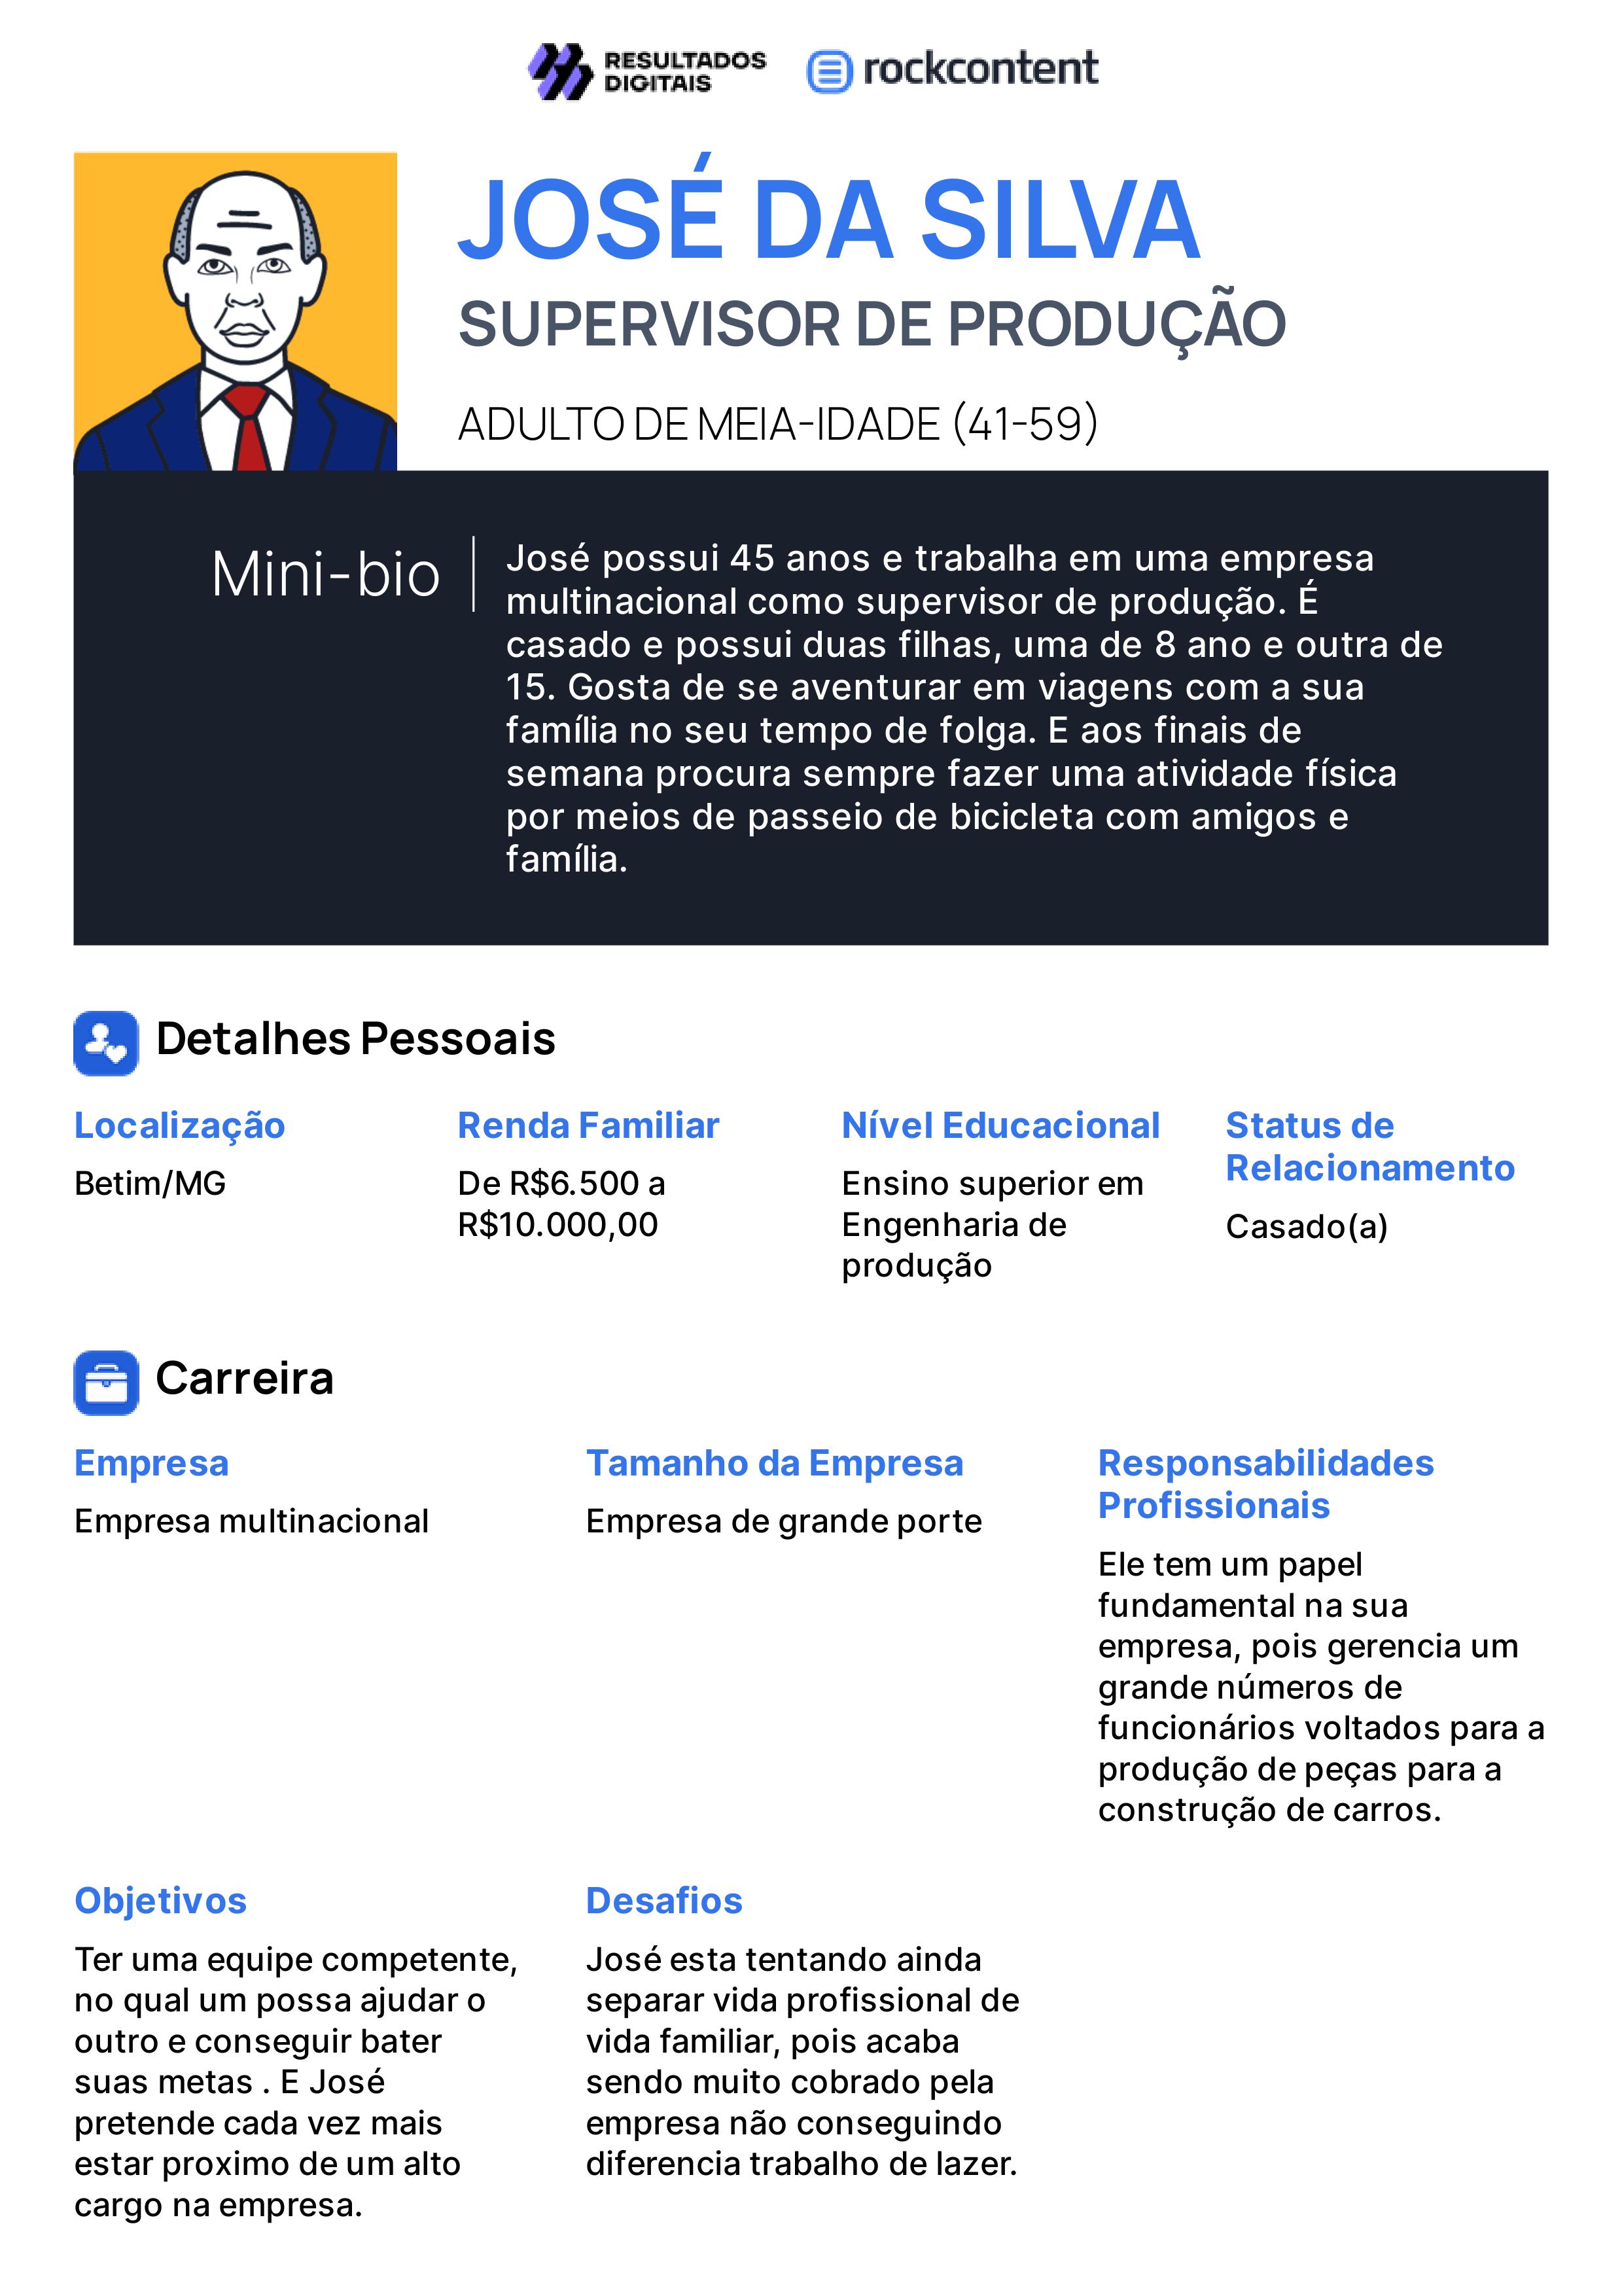 RESULTADOS
DIGITAIS
rockcontent
JOSÉ DA SILVA
SUPERVISOR DE PRODUÇÃO
ADULTO DE MEIA-IDADE (41-59)
Mini-bio
José possui 45 anos e trabalha em uma empresa
multinacional como supervisor de produção. É
casado e possui duas filhas, uma de 8 ano e outra de
15. Gosta de se aventurar em viagens com a sua
família no seu tempo de folga. E aos finais de
semana procura sempre fazer uma atividade física
por meios de passeio de bicicleta com amigos e
família.
Detalhes Pessoais
Localização
Betim/MG
Renda Familiar
De R$6.500 a
R$10.000,00
Nível Educacional
Ensino superior em
Engenharia de
produção
Status de
Relacionamento
Casado(a)
Carreira
Empresa
Empresa multinacional
Tamanho da Empresa
Empresa de grande porte
Responsabilidades
Profissionais
Ele tem um papel
fundamental na sua
empresa, pois gerencia um
grande números de
funcionários voltados para a
produção de peças para a
construção de carros.
Objetivos
Ter uma equipe competente,
no qual um possa ajudar o
outro e conseguir bater
suas metas . E José
pretende cada vez mais
estar proximo de um alto
cargo na empresa.
Desafios
José esta tentando ainda
separar vida profissional de
vida familiar, pois acaba
sendo muito cobrado pela
empresa não conseguindo
diferencia trabalho de lazer.